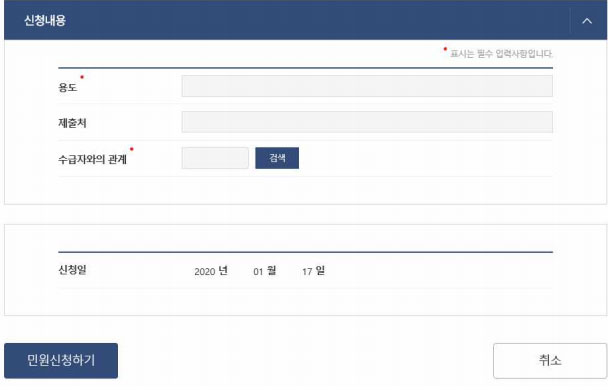 신청내용
* 표시는 필수 입력사항입니다.
용도 *
제출처
수급자와의 관계 * 검색
신청일 2020 년 01 월 17 일
민원신청하기 취소